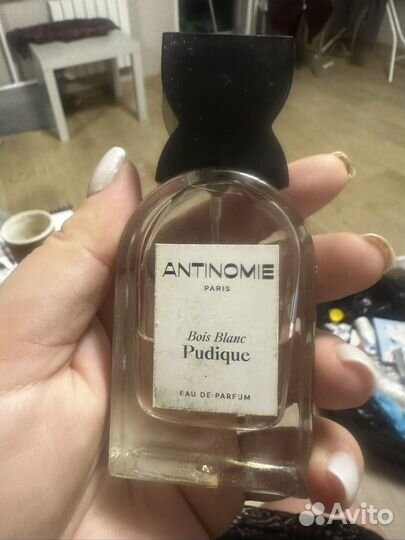 ANTINOMIE
PARIS
Bois Blanc
Pudique
EAU DE PARFUM
Avito